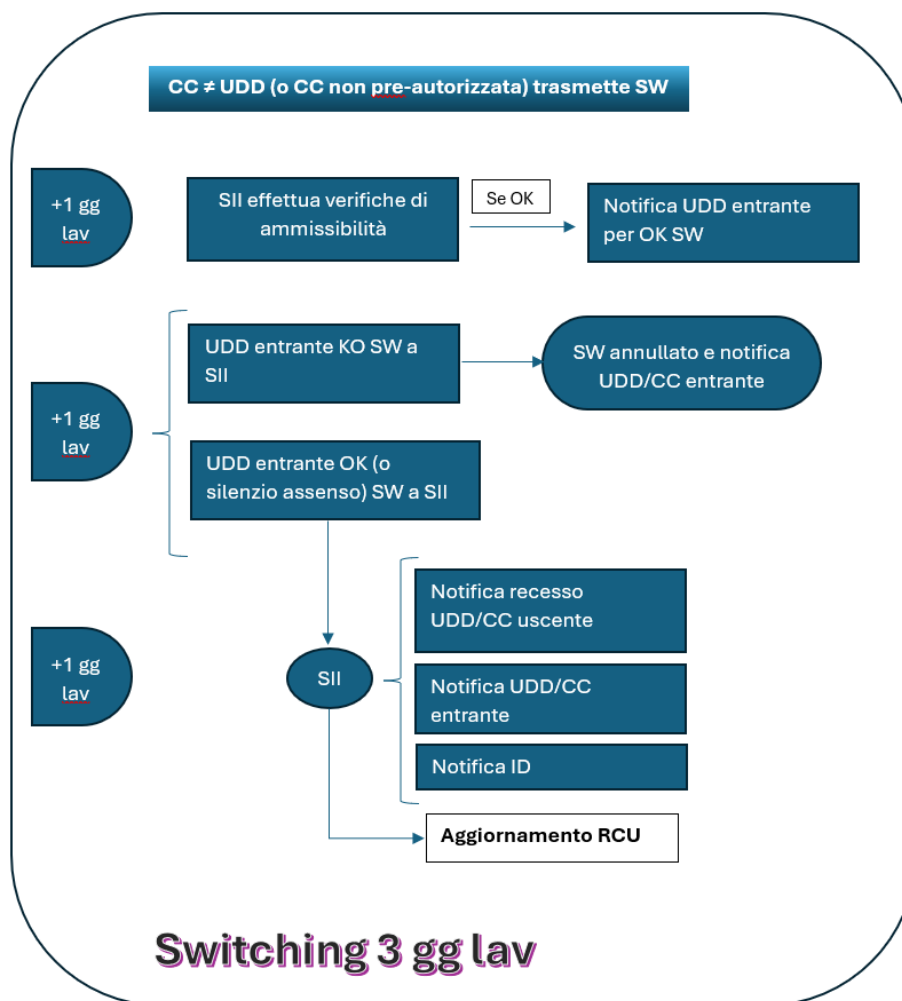 CC ≠ UDD (o CC non pre-autorizzata) trasmette SW
+1 gg
lav
SII effettua verifiche di
ammissibilità
Se OK
Notifica UDD entrante
per OK SW
+1 gg
lav
UDD entrante KO SW a
SII
SW annullato e notifica
UDD/CC entrante
UDD entrante OK (o
silenzio assenso) SW a SII
+1 gg
lav
SII
Notifica recesso
UDD/CC uscente
Notifica UDD/CC
entrante
Notifica ID
Aggiornamento RCU
Switching 3 gg lav